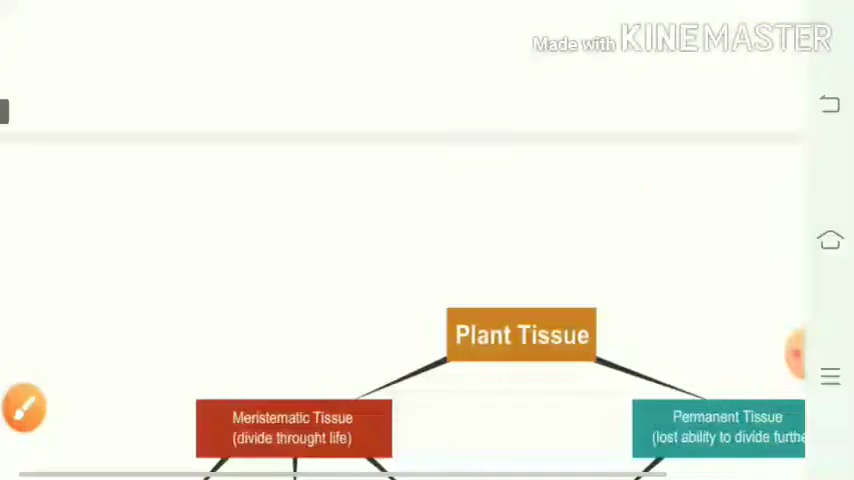 Made with KINEMASTER
Plant Tissue
Meristematic Tissue
(divide throught life)
Permanent Tissue
(lost ability to divide furthe